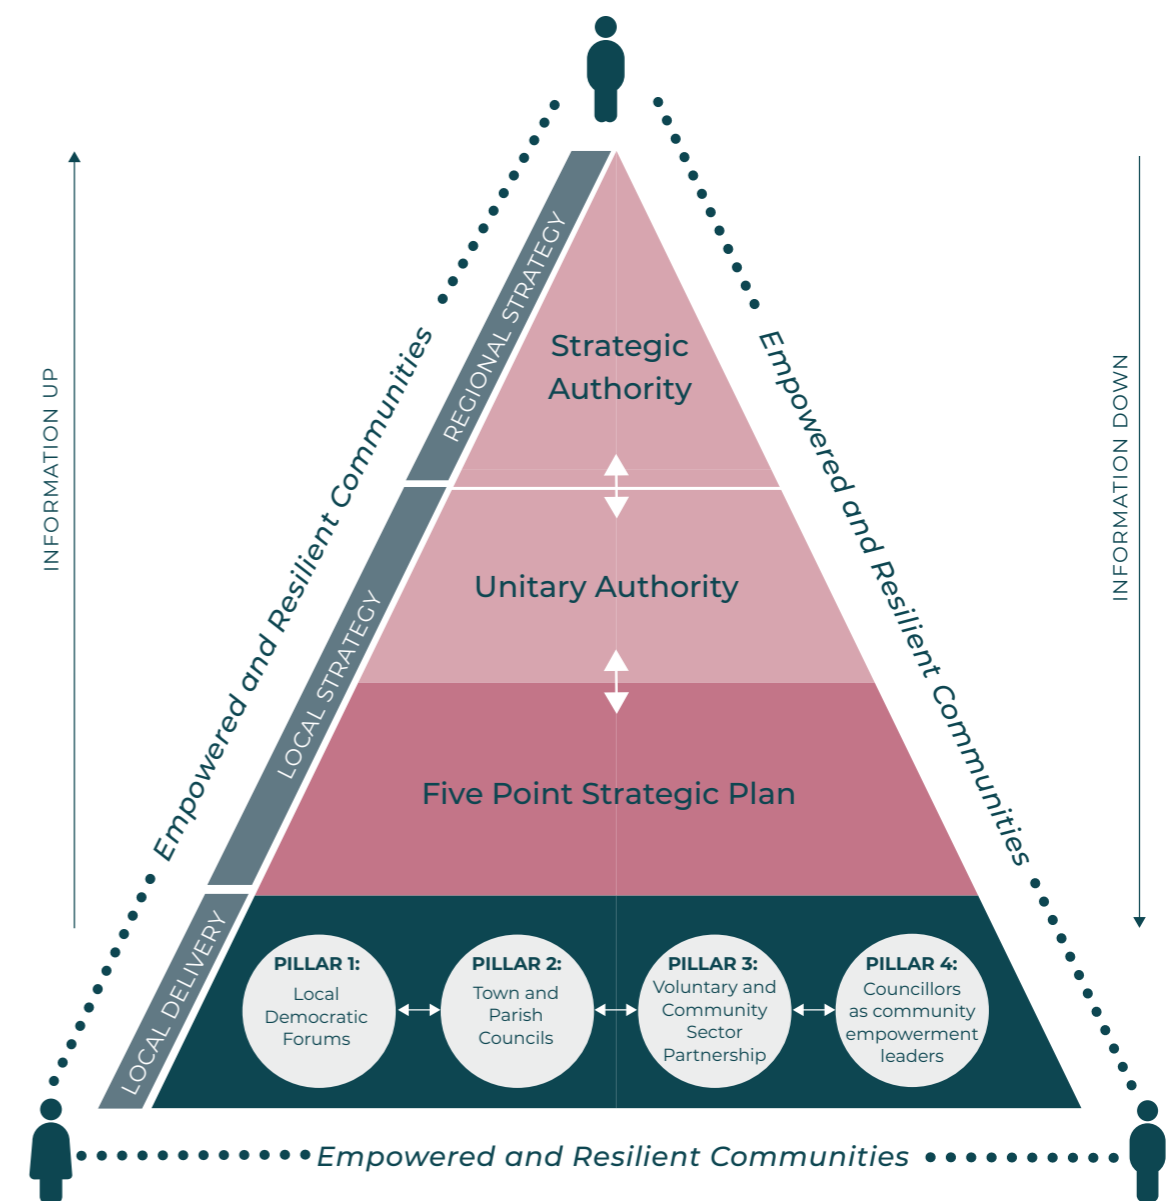 REGIONAL STRATEGY
Strategic
Authority
INFORMATION UP
Empowered and Resilient Communities
Empowered and Resilient Communities
INFORMATION DOWN
LOCAL STRATEGY
Unitary Authority
Five Point Strategic Plan
LOCAL DELIVERY
PILLAR 1:
Local
Democratic
Forums
PILLAR 2:
Town and
Parish
Councils
PILLAR 3:
Voluntary and
Community
Sector
Partnership
PILLAR 4:
Councillors
as community
empowerment
leaders
Empowered and Resilient Communities